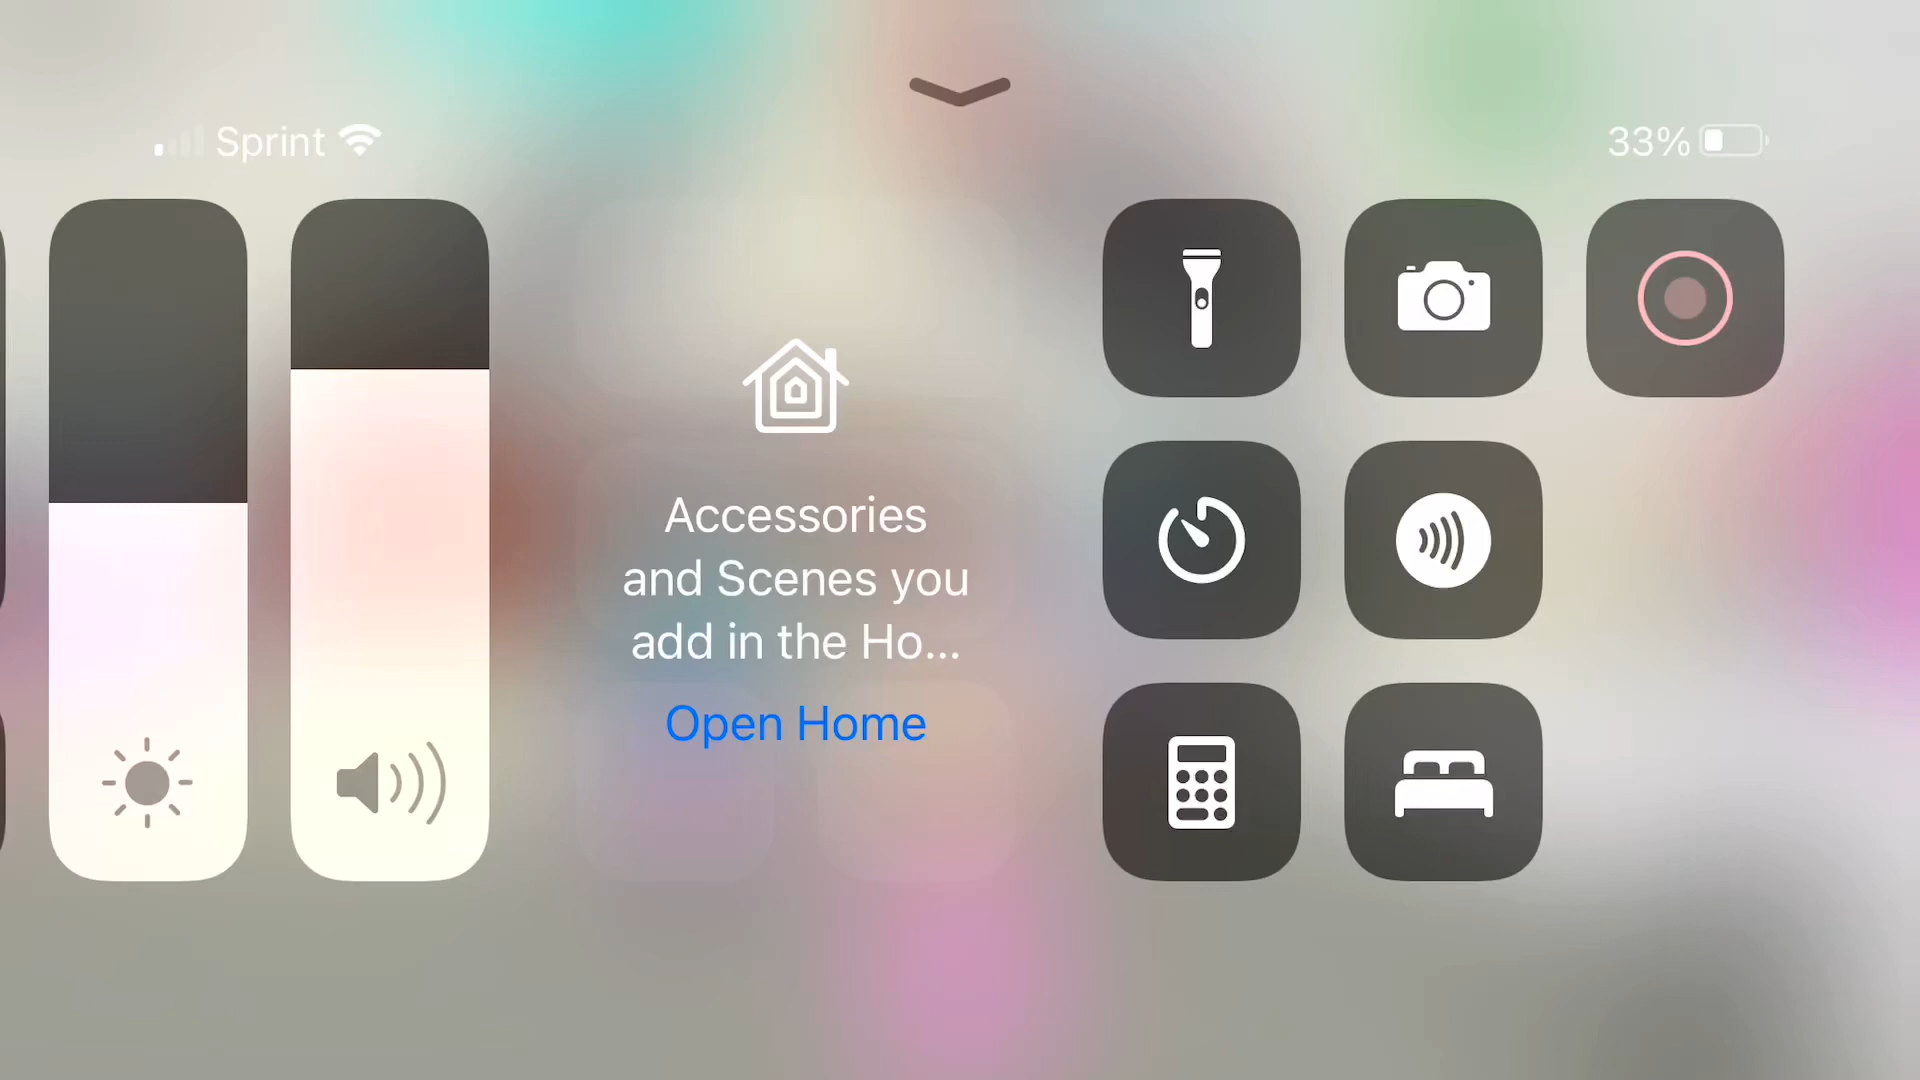 Sprint
33%
Accessories
and Scenes you
add in the Ho...
Open Home